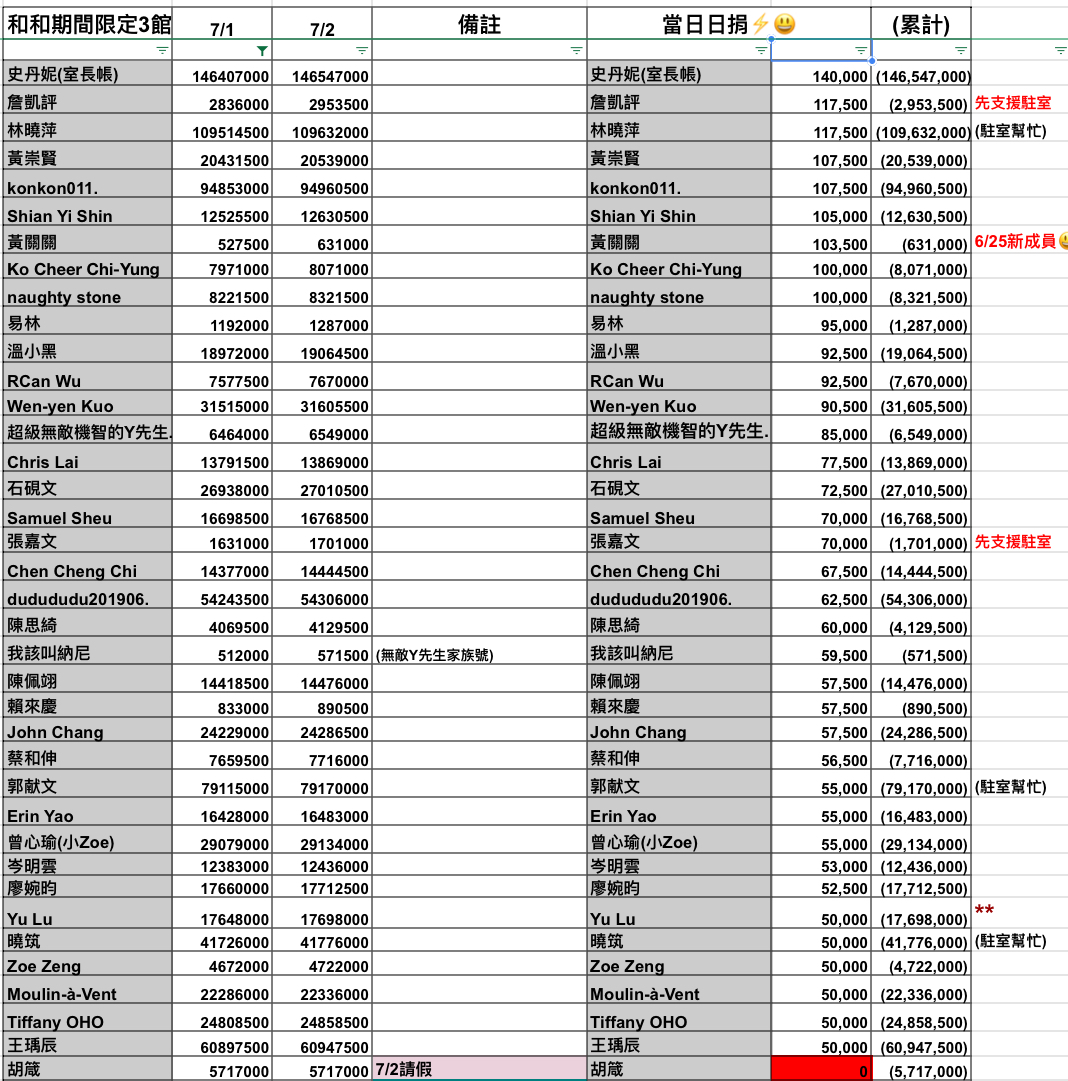 和和期間限定3館 7/1 7/2 備註 當日日捐⚡😃 (累計)
史丹妮(室長帳) 146407000 146547000 史丹妮(室長帳) 140,000 (146,547,000)
詹凱評 2836000 2953500 詹凱評 117,500 (2,953,500) 先支援駐室
林曉萍 109514500 109632000 林曉萍 117,500 (109,632,000) (駐室幫忙)
黃崇賢 20431500 20539000 黃崇賢 107,500 (20,539,000)
konkon011. 94853000 94960500 konkon011. 107,500 (94,960,500)
Shian Yi Shin 12525500 12630500 Shian Yi Shin 105,000 (12,630,500)
黃關關 527500 631000 黃關關 103,500 (631,000) 6/25新成員😃
Ko Cheer Chi-Yung 7971000 8071000 Ko Cheer Chi-Yung 100,000 (8,071,000)
naughty stone 8221500 8321500 naughty stone 100,000 (8,321,500)
易林 1192000 1287000 易林 95,000 (1,287,000)
溫小黑 18972000 19064500 溫小黑 92,500 (19,064,500)
RCan Wu 7577500 7670000 RCan Wu 92,500 (7,670,000)
Wen-yen Kuo 31515000 31605500 Wen-yen Kuo 90,500 (31,605,500)
超級無敵機智的Y先生. 6464000 6549000 超級無敵機智的Y先生. 85,000 (6,549,000)
Chris Lai 13791500 13869000 Chris Lai 77,500 (13,869,000)
石硯文 26938000 27010500 石硯文 72,500 (27,010,500)
Samuel Sheu 16698500 16768500 Samuel Sheu 70,000 (16,768,500)
張嘉文 1631000 1701000 張嘉文 70,000 (1,701,000) 先支援駐室
Chen Cheng Chi 14377000 14444500 Chen Cheng Chi 67,500 (14,444,500)
dudududu201906. 54243500 54306000 dudududu201906. 62,500 (54,306,000)
陳思綺 4069500 4129500 陳思綺 60,000 (4,129,500)
我該叫納尼 512000 571500 (無敵Y先生家族號) 我該叫納尼 59,500 (571,500)
陳佩翊 14418500 14476000 陳佩翊 57,500 (14,476,000)
賴來慶 833000 890500 賴來慶 57,500 (890,500)
John Chang 24229000 24286500 John Chang 57,500 (24,286,500)
蔡和伸 7659500 7716000 蔡和伸 56,500 (7,716,000)
郭献文 79115000 79170000 郭献文 55,000 (79,170,000) (駐室幫忙)
Erin Yao 16428000 16483000 Erin Yao 55,000 (16,483,000)
曾心瑜(小Zoe) 29079000 29134000 曾心瑜(小Zoe) 55,000 (29,134,000)
岑明雲 12383000 12436000 岑明雲 53,000 (12,436,000)
廖婉昀 17660000 17712500 廖婉昀 52,500 (17,712,500)
Yu Lu 17648000 17698000 Yu Lu 50,000 (17,698,000) **
曉筑 41726000 41776000 曉筑 50,000 (41,776,000) (駐室幫忙)
Zoe Zeng 4672000 4722000 Zoe Zeng 50,000 (4,722,000)
Moulin-à-Vent 22286000 22336000 Moulin-à-Vent 50,000 (22,336,000)
Tiffany OHO 24808500 24858500 Tiffany OHO 50,000 (24,858,500)
王瑀辰 60897500 60947500 王瑀辰 50,000 (60,947,500)
胡箴 5717000 5717000 7/2請假 胡箴 0 (5,717,000)